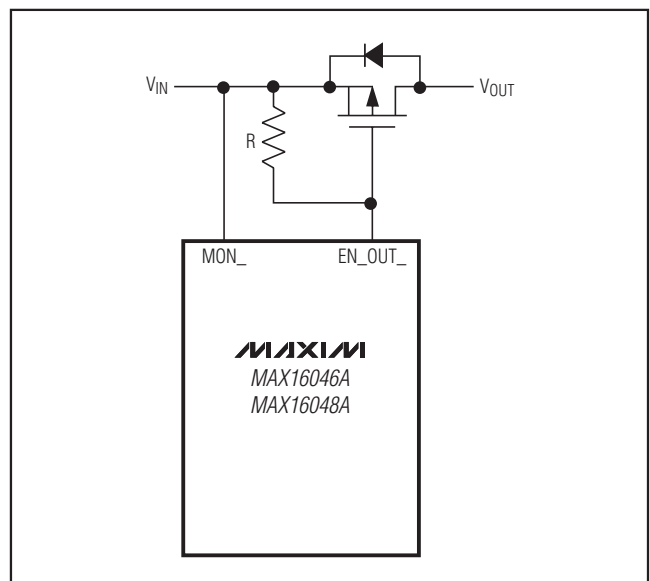 VIN
VOUT
R
MON_
EN_OUT_
MAXIM
MAX16046A
MAX16048A